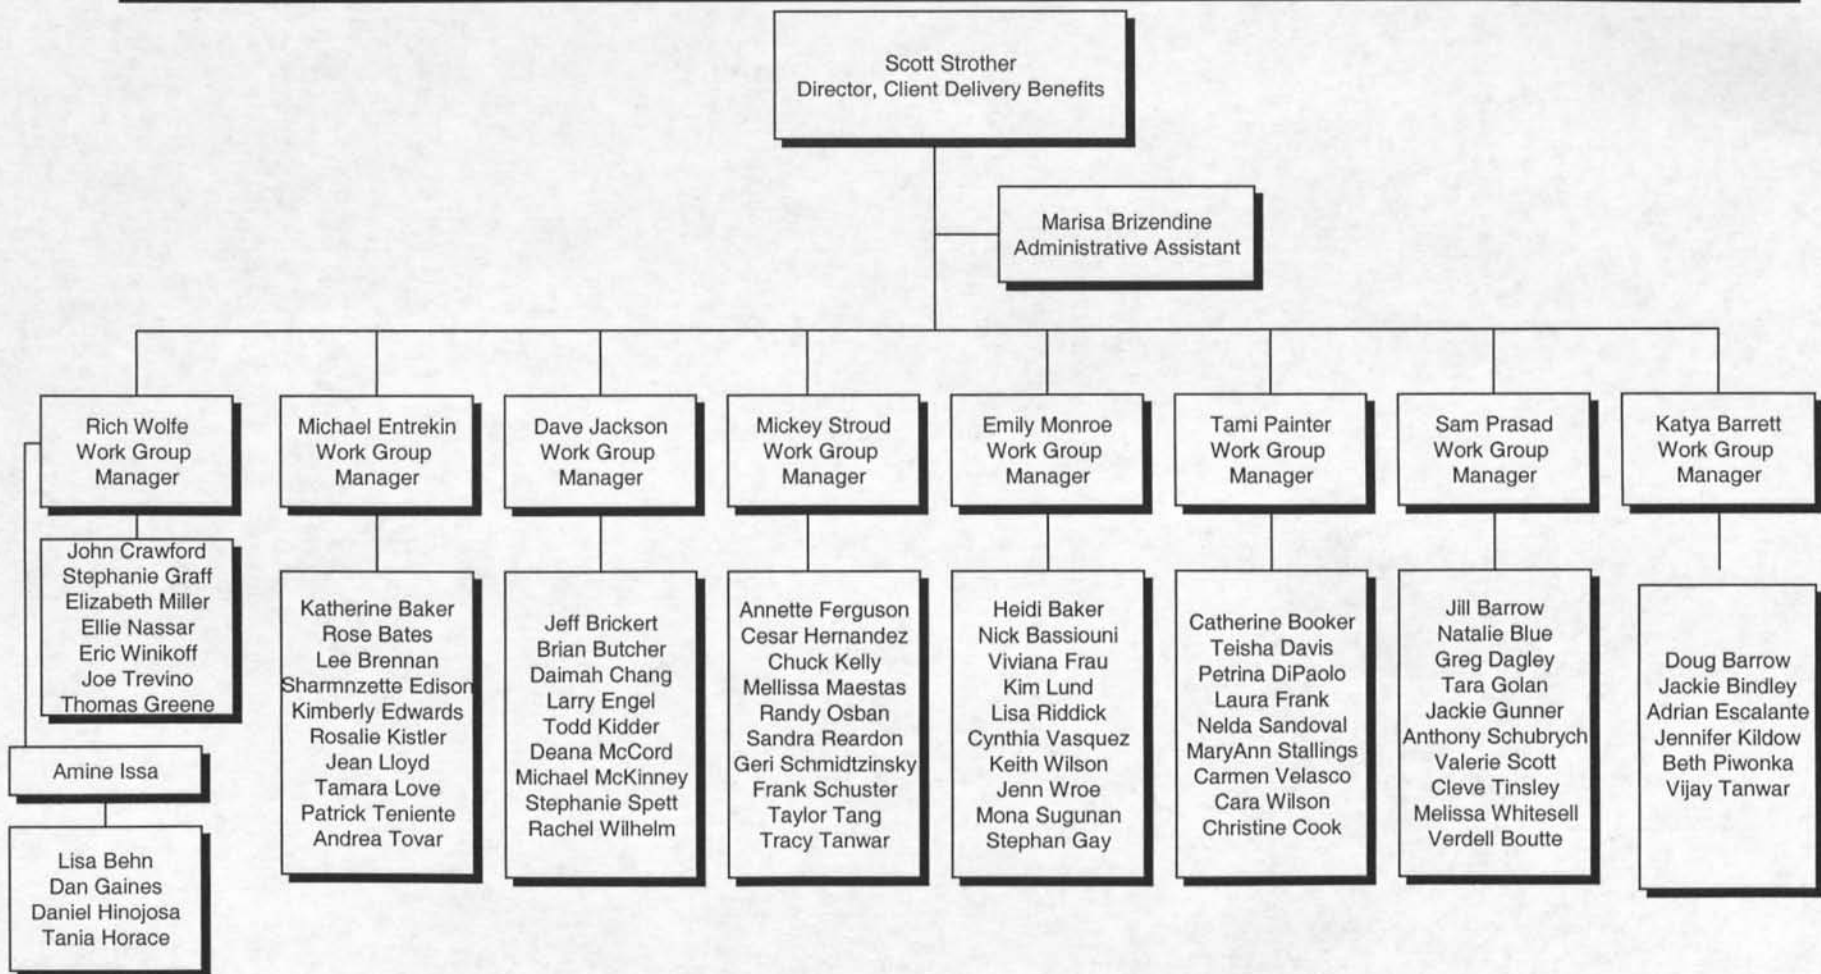 Scott Strother
Director, Client Delivery Benefits
Marisa Brizendine
Administrative Assistant
Rich Wolfe
Work Group
Manager
Michael Entrekin
Work Group
Manager
Dave Jackson
Work Group
Manager
Mickey Stroud
Work Group
Manager
Emily Monroe
Work Group
Manager
Tami Painter
Work Group
Manager
Sam Prasad
Work Group
Manager
Katya Barrett
Work Group
Manager
John Crawford
Stephanie Graff
Elizabeth Miller
Ellie Nassar
Eric Winikoff
Joe Trevino
Thomas Greene
Amine Issa
Lisa Behn
Dan Gaines
Daniel Hinojosa
Tania Horace
Katherine Baker
Rose Bates
Lee Brennan
Sharmnzette Edison
Kimberly Edwards
Rosalie Kistler
Jean Lloyd
Tamara Love
Patrick Teniente
Andrea Tovar
Jeff Brickert
Brian Butcher
Daimah Chang
Larry Engel
Todd Kidder
Deana McCord
Michael McKinney
Stephanie Spett
Rachel Wilhelm
Annette Ferguson
Cesar Hernandez
Chuck Kelly
Mellissa Maestas
Randy Osban
Sandra Reardon
Geri Schmidtzinsky
Frank Schuster
Taylor Tang
Tracy Tanwar
Heidi Baker
Nick Bassiouni
Viviana Frau
Kim Lund
Lisa Riddick
Cynthia Vasquez
Keith Wilson
Jenn Wroe
Mona Sugunan
Stephan Gay
Catherine Booker
Teisha Davis
Petrina DiPaolo
Laura Frank
Nelda Sandoval
MaryAnn Stallings
Carmen Velasco
Cara Wilson
Christine Cook
Jill Barrow
Natalie Blue
Greg Dagley
Tara Golan
Jackie Gunner
Anthony Schubrych
Valerie Scott
Cleve Tinsley
Melissa Whitesell
Verdell Boutte
Doug Barrow
Jackie Bindley
Adrian Escalante
Jennifer Kildow
Beth Piwonka
Vijay Tanwar